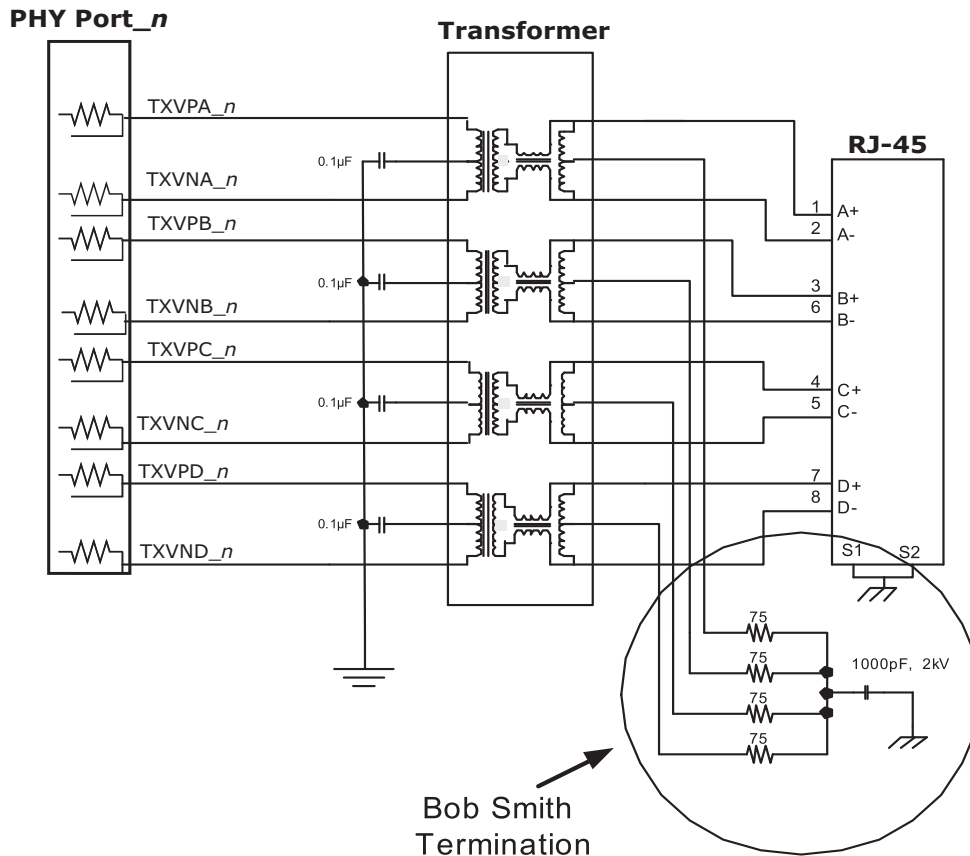 PHY Port_n
Transformer
RJ-45
TXVPA_n
0.1µF
TXVNA_n
TXVPB_n
0.1µF
TXVNB_n
TXVPC_n
0.1µF
TXVNC_n
TXVPD_n
0.1µF
TXVND_n
1 A+
2 A-
3 B+
6 B-
4 C+
5 C-
7 D+
8 D-
S1 S2
75
75
75
75
1000pF, 2kV
Bob Smith
Termination